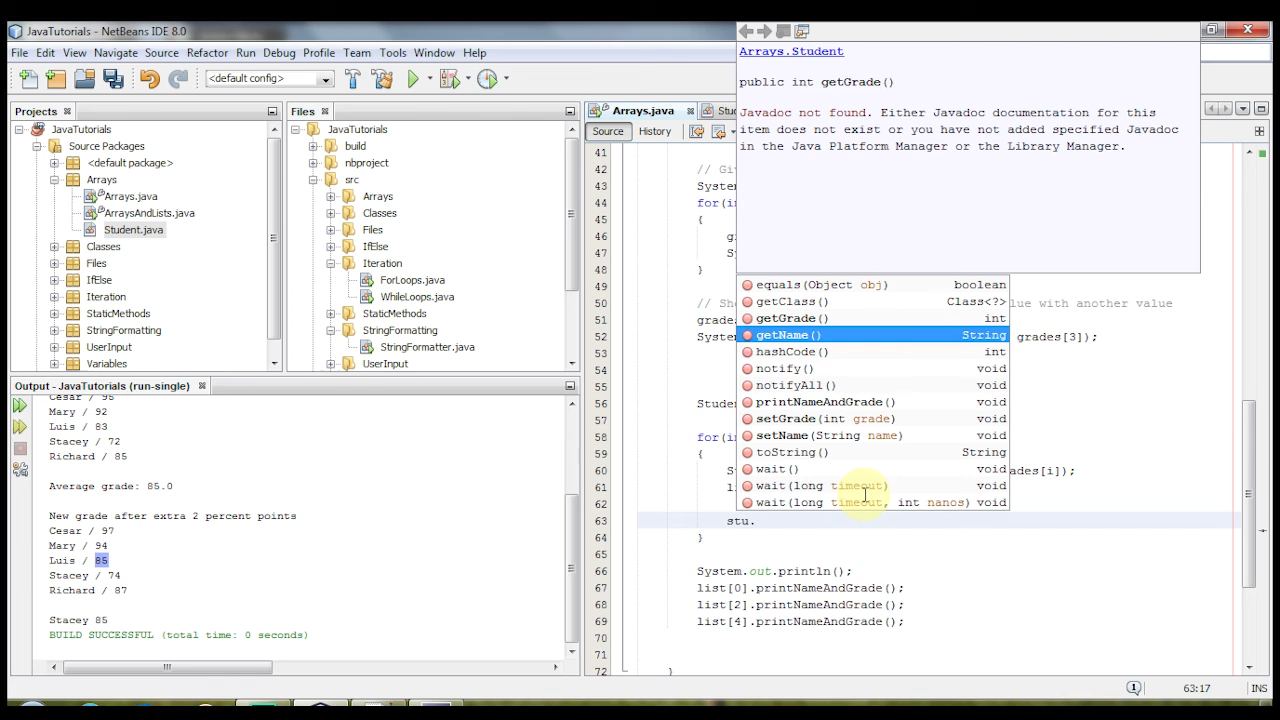 JavaTutorials - NetBeans IDE 8.0
File Edit View Navigate Source Refactor Run Debug Profile Team Tools Window Help
<default config>
Projects
JavaTutorials
Source Packages
<default package>
Arrays
Arrays.java
ArraysAndLists.java
Student.java
Classes
Files
IfElse
Iteration
StaticMethods
StringFormatting
UserInput
Variables
Files
JavaTutorials
build
nbproject
src
Arrays
Classes
Files
IfElse
Iteration
ForLoops.java
WhileLoops.java
StaticMethods
StringFormatting
StringFormatter.java
UserInput
Output - JavaTutorials (run-single)
Cesar / 95
Mary / 92
Luis / 83
Stacey / 72
Richard / 85
Average grade: 85.0
New grade after extra 2 percent points
Cesar / 97
Mary / 94
Luis / 85
Stacey / 74
Richard / 87
Stacey 85
BUILD SUCCESSFUL (total time: 0 seconds)
Arrays.java
Source History
Arrays.Student
public int getGrade()
Javadoc not found. Either Javadoc documentation for this
item does not exist or you have not added specified Javadoc
in the Java Platform Manager or the Library Manager.
equals(Object obj) boolean
getClass() Class<?>
getGrade() int
getName() String
hashCode() int
notify() void
notifyAll() void
printNameAndGrade() void
setGrade(int grade) void
setName(String name) void
toString() String
wait() void
wait(long timeout) void
wait(long timeout, int nanos) void
41
42
43
44 for(
45 {
46
47
48 }
49
50 with another value
51
52 grades[3]);
53
54
55
56
57
58 for(
59 {
60
61
62
63 stu.
64 }
65
66 System.out.println();
67 list[0].printNameAndGrade();
68 list[2].printNameAndGrade();
69 list[4].printNameAndGrade();
70
71
72 }
63:17 INS